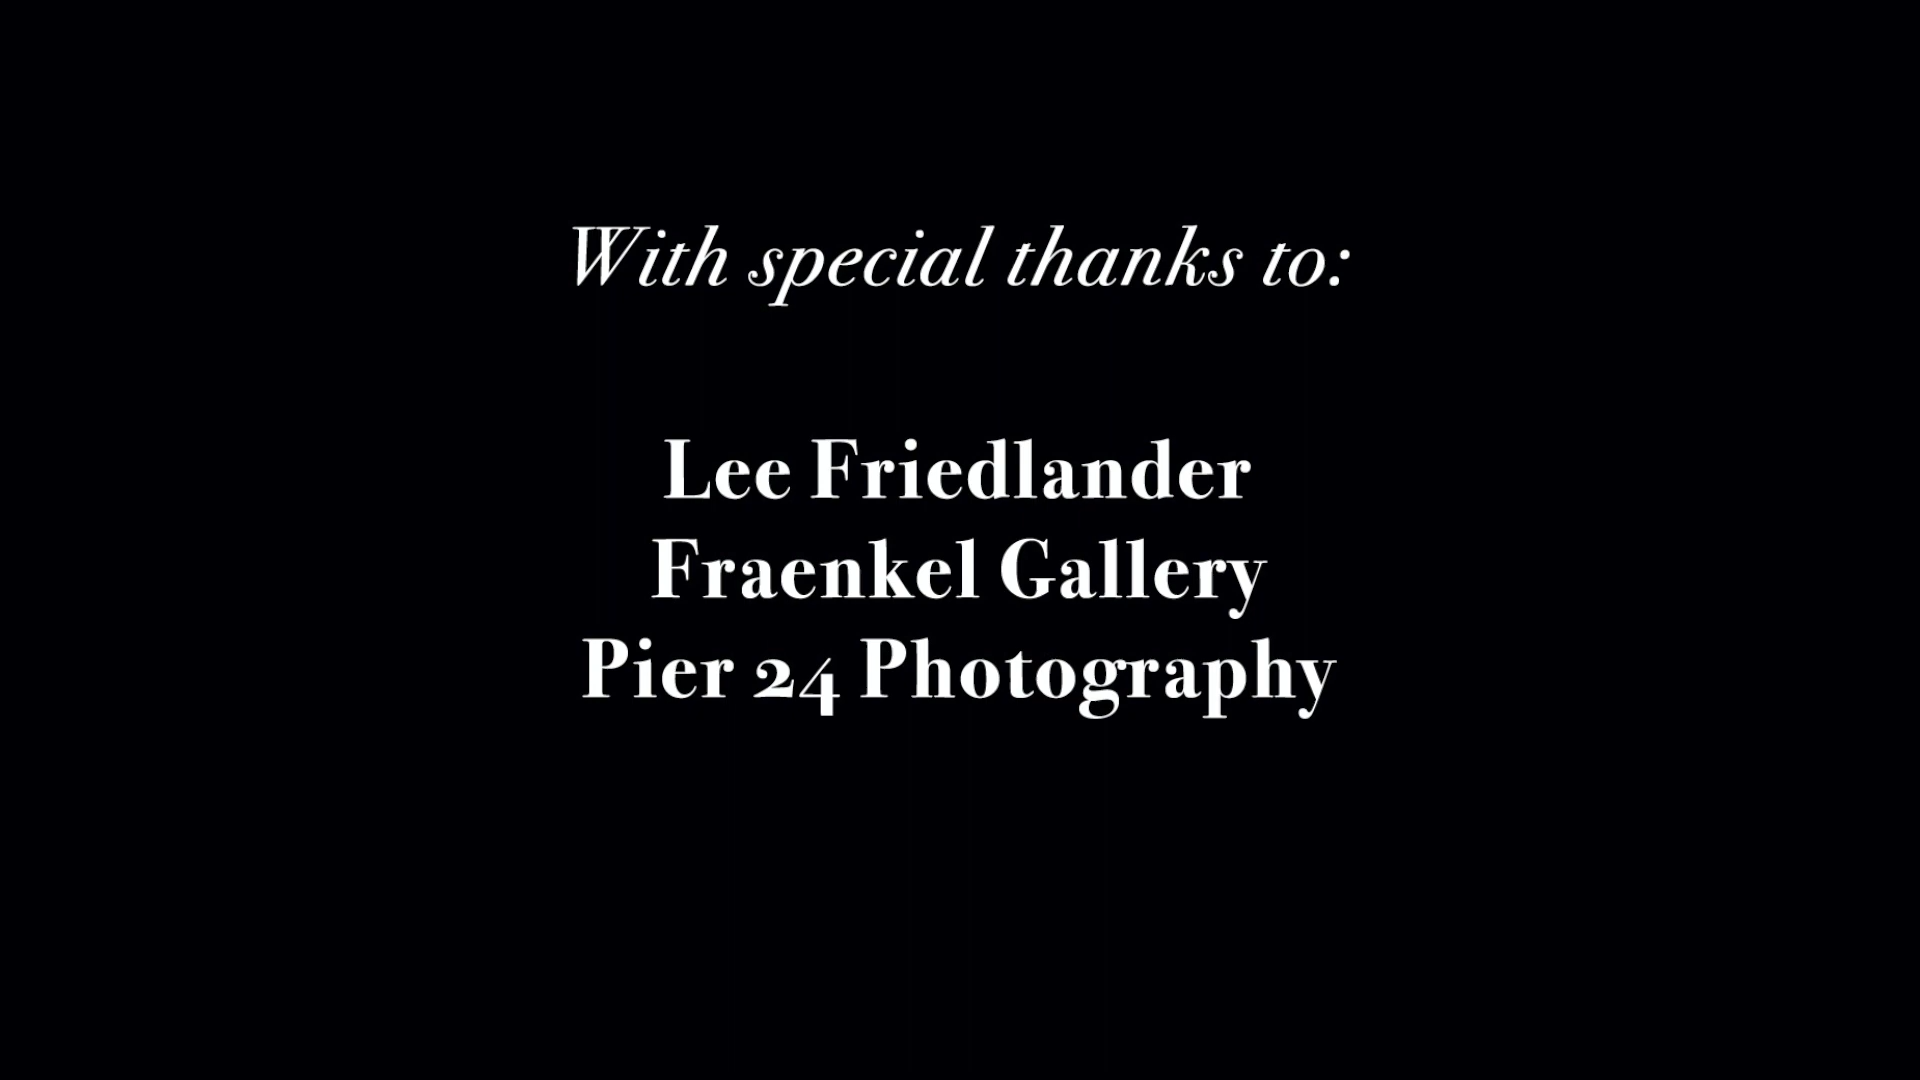 With special thanks to:
Lee Friedlander
Fraenkel Gallery
Pier 24 Photography